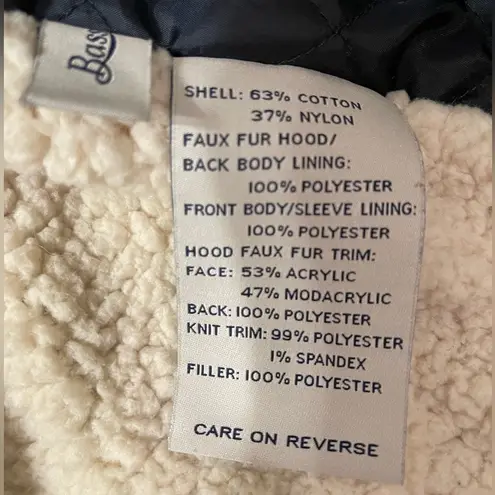 Bass
SHELL: 63% COTTON
37% NYLON
FAUX FUR HOOD/
BACK BODY LINING:
100% POLYESTER
FRONT BODY/SLEEVE LINING:
100% POLYESTER
HOOD FAUX FUR TRIM:
FACE: 53% ACRYLIC
47% MODACRYLIC
BACK: 100% POLYESTER
KNIT TRIM: 99% POLYESTER
1% SPANDEX
FILLER: 100% POLYESTER
CARE ON REVERSE